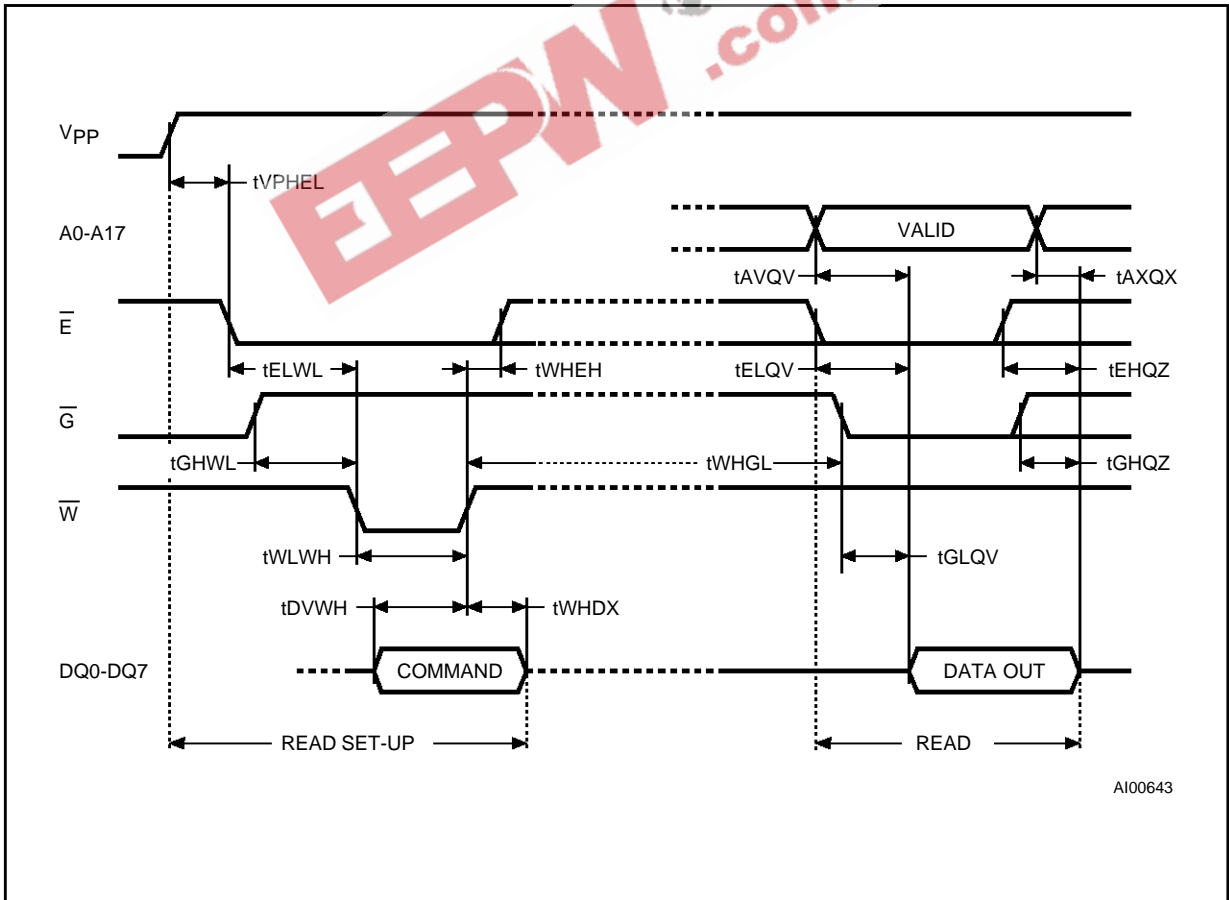 EEPW
.com
VPP
tVPHEL
A0-A17
VALID
tAVQV
tAXQX
E
tELWL
tWHEH
tELQV
tEHQZ
G
tGHWL
tWHGL
tGHQZ
W
tWLWH
tGLQV
tDVWH
tWHDX
DQ0-DQ7
COMMAND
DATA OUT
READ SET-UP
READ
AI00643